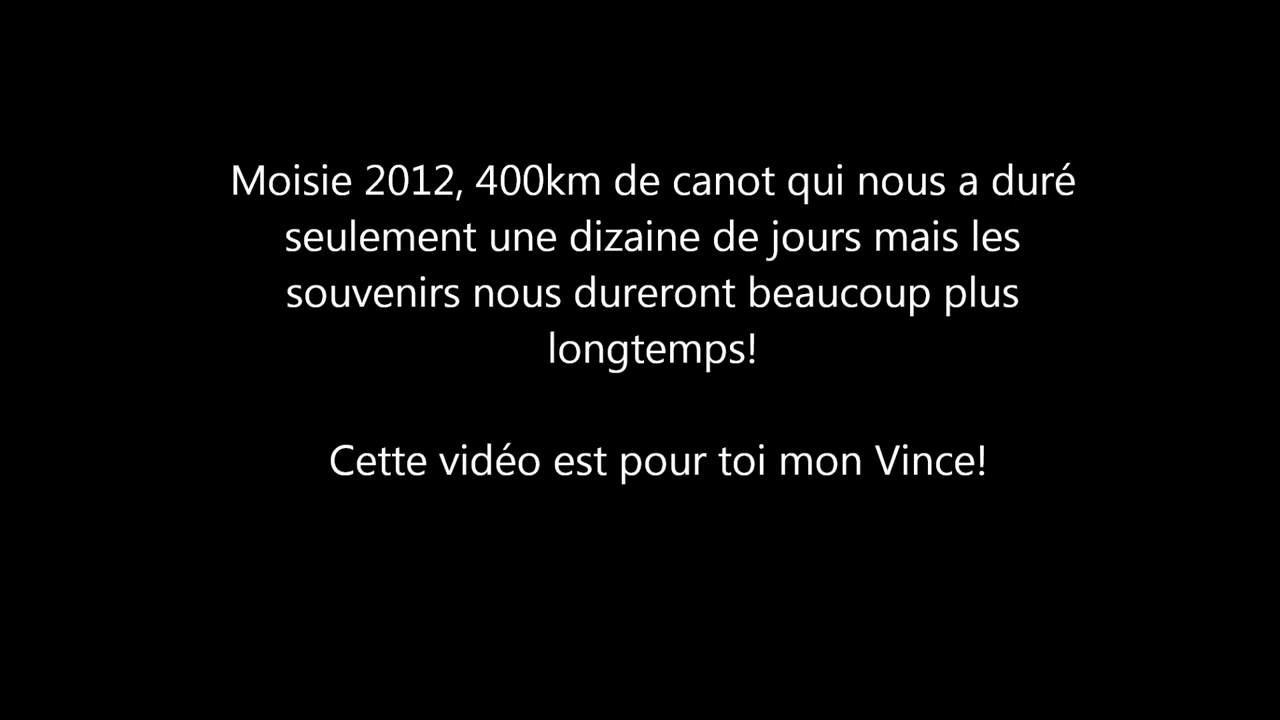 Moisie 2012, 400km de canot qui nous a duré
seulement une dizaine de jours mais les
souvenirs nous dureront beaucoup plus
longtemps!
Cette vidéo est pour toi mon Vince!